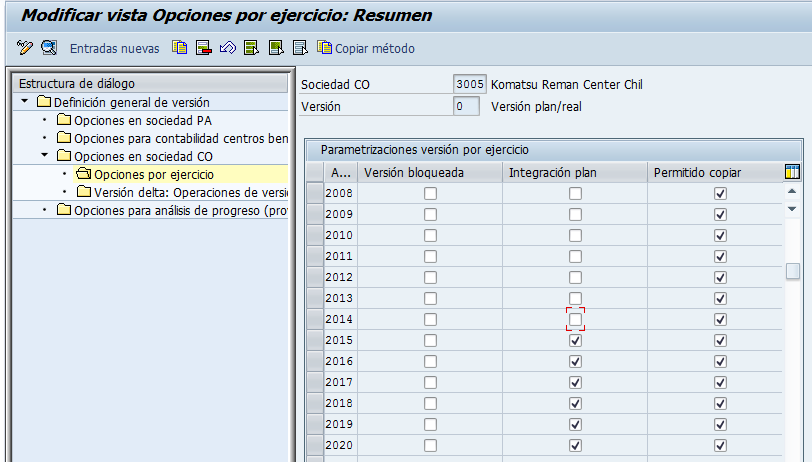 Modificar vista Opciones por ejercicio: Resumen
Entradas nuevas Copiar método
Estructura de diálogo
Definición general de versión
Opciones en sociedad PA
Opciones para contabilidad centros ben
Opciones en sociedad CO
Opciones por ejercicio
Versión delta: Operaciones de versi
Opciones para análisis de progreso (pro
Sociedad CO 3005 Komatsu Reman Center Chil
Versión 0 Versión plan/real
Parametrizaciones versión por ejercicio
A... Versión bloqueada Integración plan Permitido copiar
2008
2009
2010
2011
2012
2013
2014
2015
2016
2017
2018
2019
2020